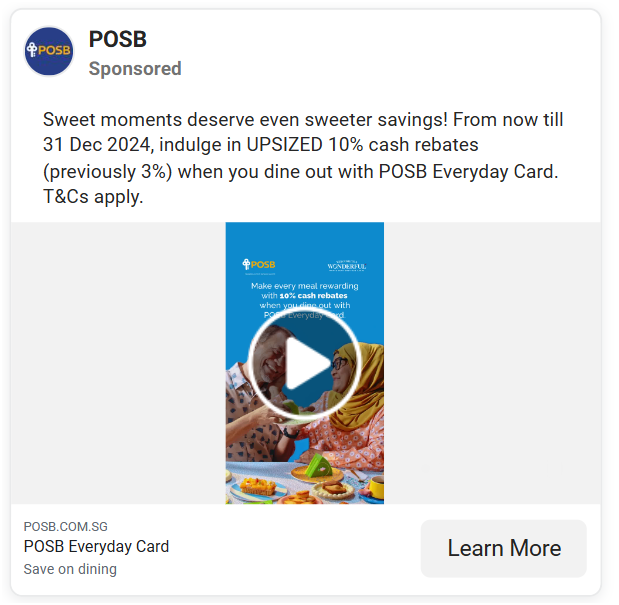 POSB
POSB
Sponsored
Sweet moments deserve even sweeter savings! From now till
31 Dec 2024, indulge in UPSIZED 10% cash rebates
(previously 3%) when you dine out with POSB Everyday Card.
T&Cs apply.
POSB
WONDERFUL
Make every meal rewarding
with 10% cash rebates
when you dine out with
POSB Everyday Card.
POSB.COM.SG
POSB Everyday Card
Save on dining
Learn More